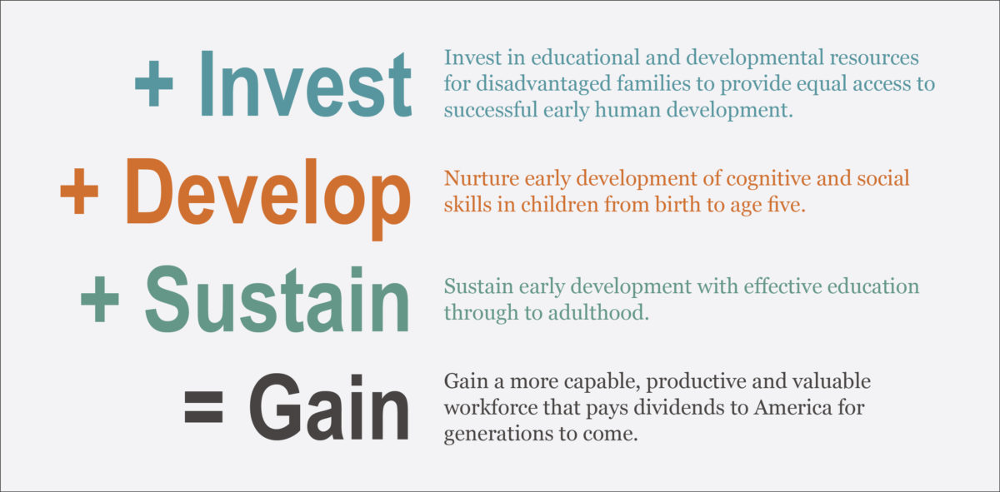 + Invest
Invest in educational and developmental resources
for disadvantaged families to provide equal access to
successful early human development.
+ Develop
Nurture early development of cognitive and social
skills in children from birth to age five.
+ Sustain
Sustain early development with effective education
through to adulthood.
= Gain
Gain a more capable, productive and valuable
workforce that pays dividends to America for
generations to come.